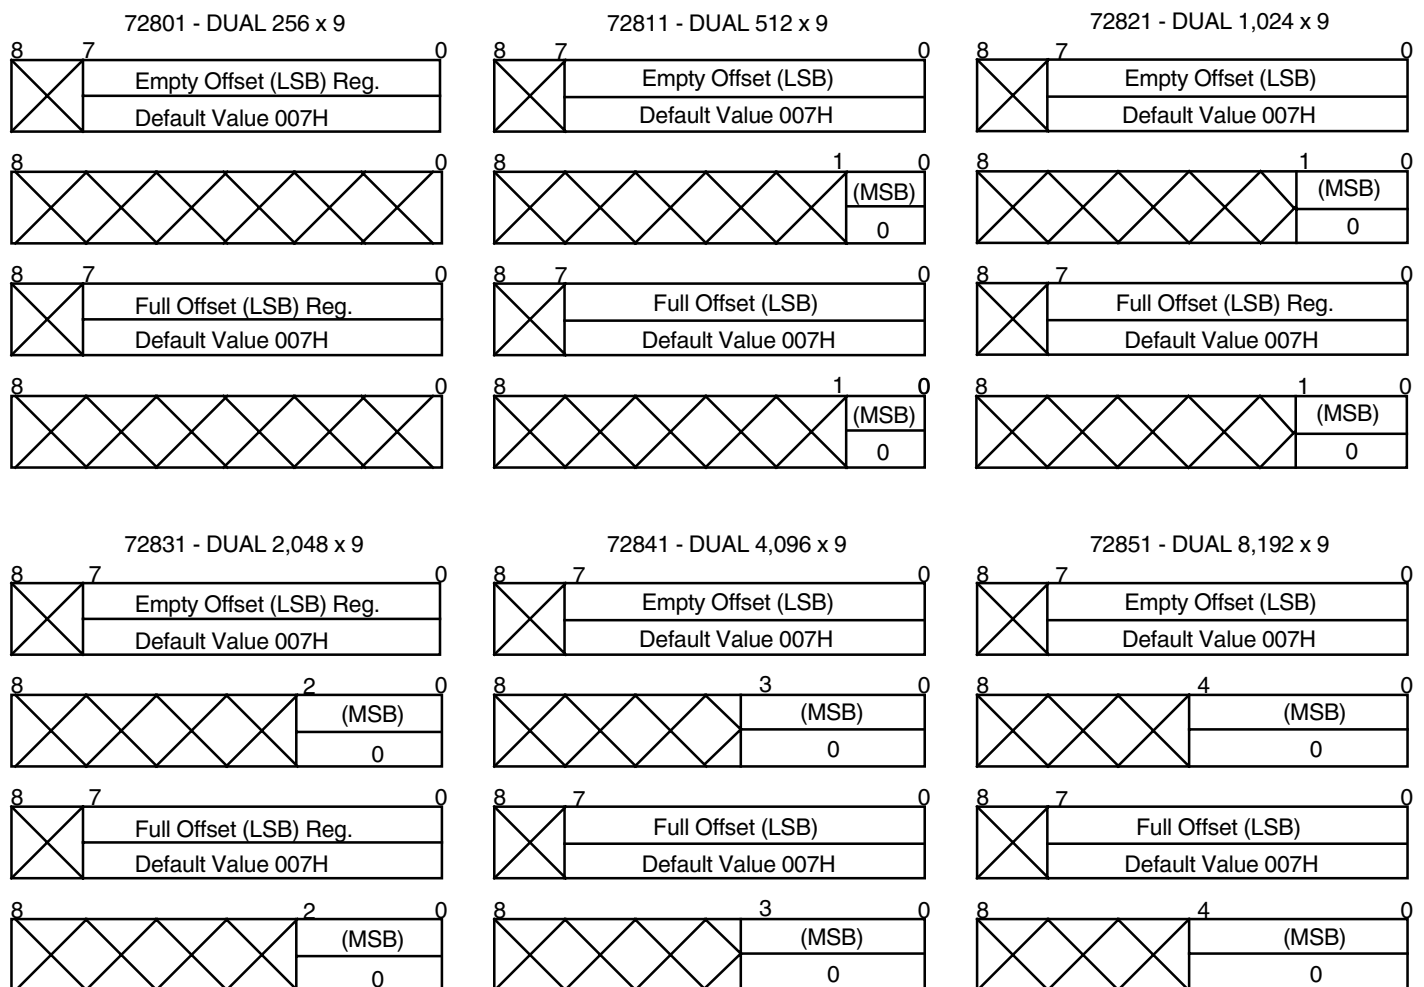 72801 - DUAL 256 x 9
8 7 0
Empty Offset (LSB) Reg.
Default Value 007H
8 0
8 7 0
Full Offset (LSB) Reg.
Default Value 007H
8 0
72811 - DUAL 512 x 9
8 7 0
Empty Offset (LSB)
Default Value 007H
8 1 0
(MSB)
0
8 7 0
Full Offset (LSB)
Default Value 007H
8 1 0
(MSB)
0
72821 - DUAL 1,024 x 9
8 7 0
Empty Offset (LSB)
Default Value 007H
8 1 0
(MSB)
0
8 7 0
Full Offset (LSB) Reg.
Default Value 007H
8 1 0
(MSB)
0
72831 - DUAL 2,048 x 9
8 7 0
Empty Offset (LSB) Reg.
Default Value 007H
8 2 0
(MSB)
0
8 7 0
Full Offset (LSB) Reg.
Default Value 007H
8 2 0
(MSB)
0
72841 - DUAL 4,096 x 9
8 7 0
Empty Offset (LSB)
Default Value 007H
8 3 0
(MSB)
0
8 7 0
Full Offset (LSB)
Default Value 007H
8 3 0
(MSB)
0
72851 - DUAL 8,192 x 9
8 7 0
Empty Offset (LSB)
Default Value 007H
8 4 0
(MSB)
0
8 7 0
Full Offset (LSB)
Default Value 007H
8 4 0
(MSB)
0